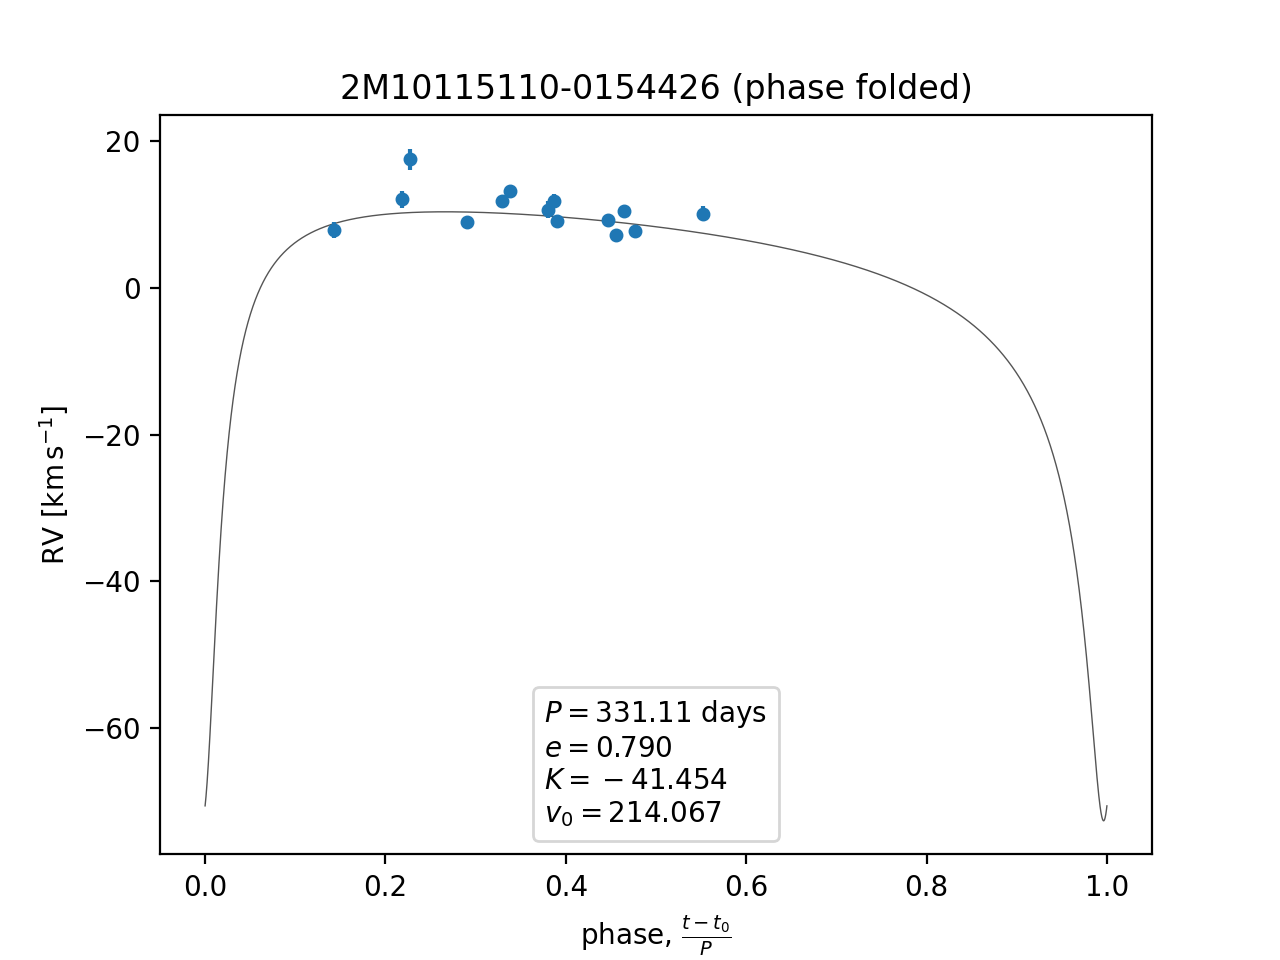 2M10115110-0154426 (phase folded)
20
0
−20
−40
−60
RV [km s⁻¹]
P = 331.11 days
e = 0.790
K = − 41.454
v₀ = 214.067
0.0 0.2 0.4 0.6 0.8 1.0
phase, (t − t₀)/P